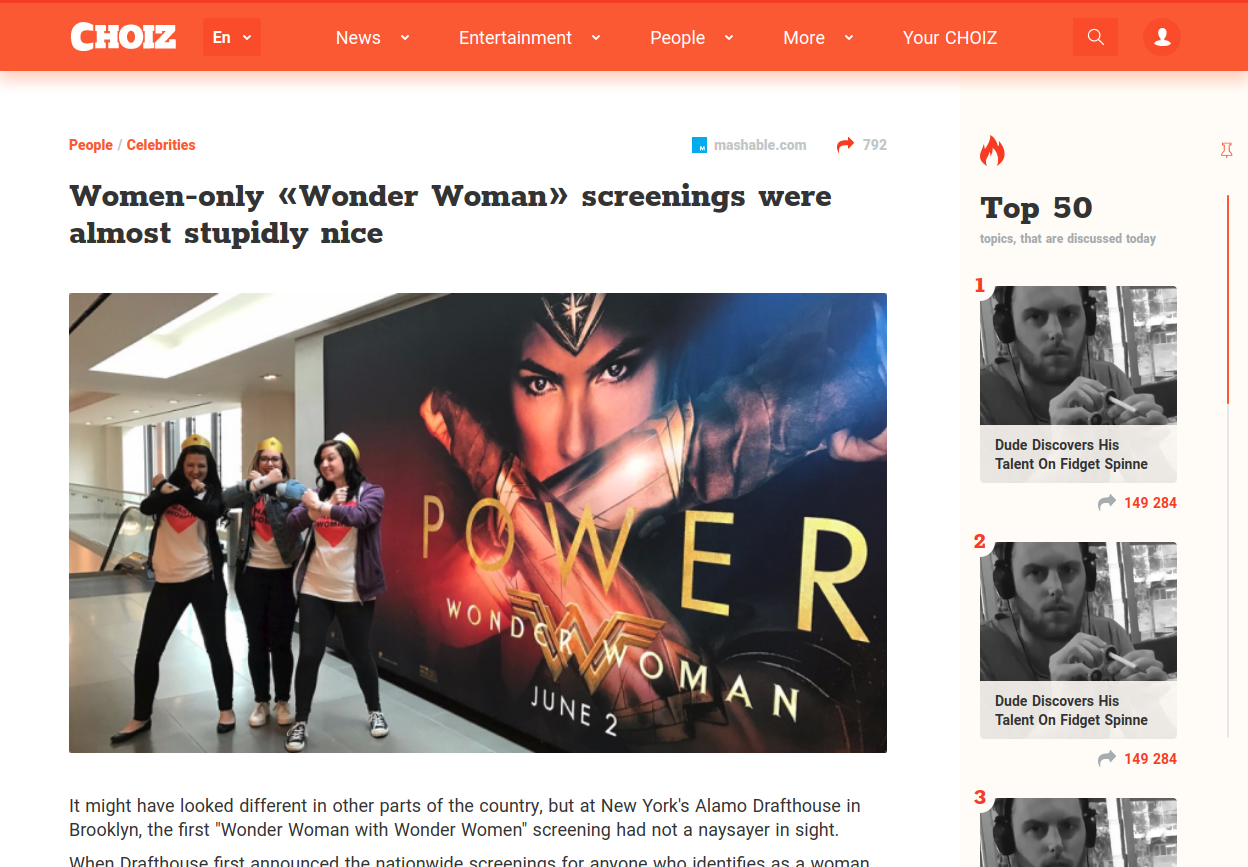 CHOIZ
En
News
Entertainment
People
More
Your CHOIZ
People / Celebrities
mashable.com
792
Women-only «Wonder Woman» screenings were
almost stupidly nice
POWER
WONDER WOMAN
JUNE 2
It might have looked different in other parts of the country, but at New York's Alamo Drafthouse in
Brooklyn, the first "Wonder Woman with Wonder Women" screening had not a naysayer in sight.
When Drafthouse first announced the nationwide screenings for anyone who identifies as a woman,
Top 50
topics, that are discussed today
1
Dude Discovers His
Talent On Fidget Spinne
149 284
2
Dude Discovers His
Talent On Fidget Spinne
149 284
3